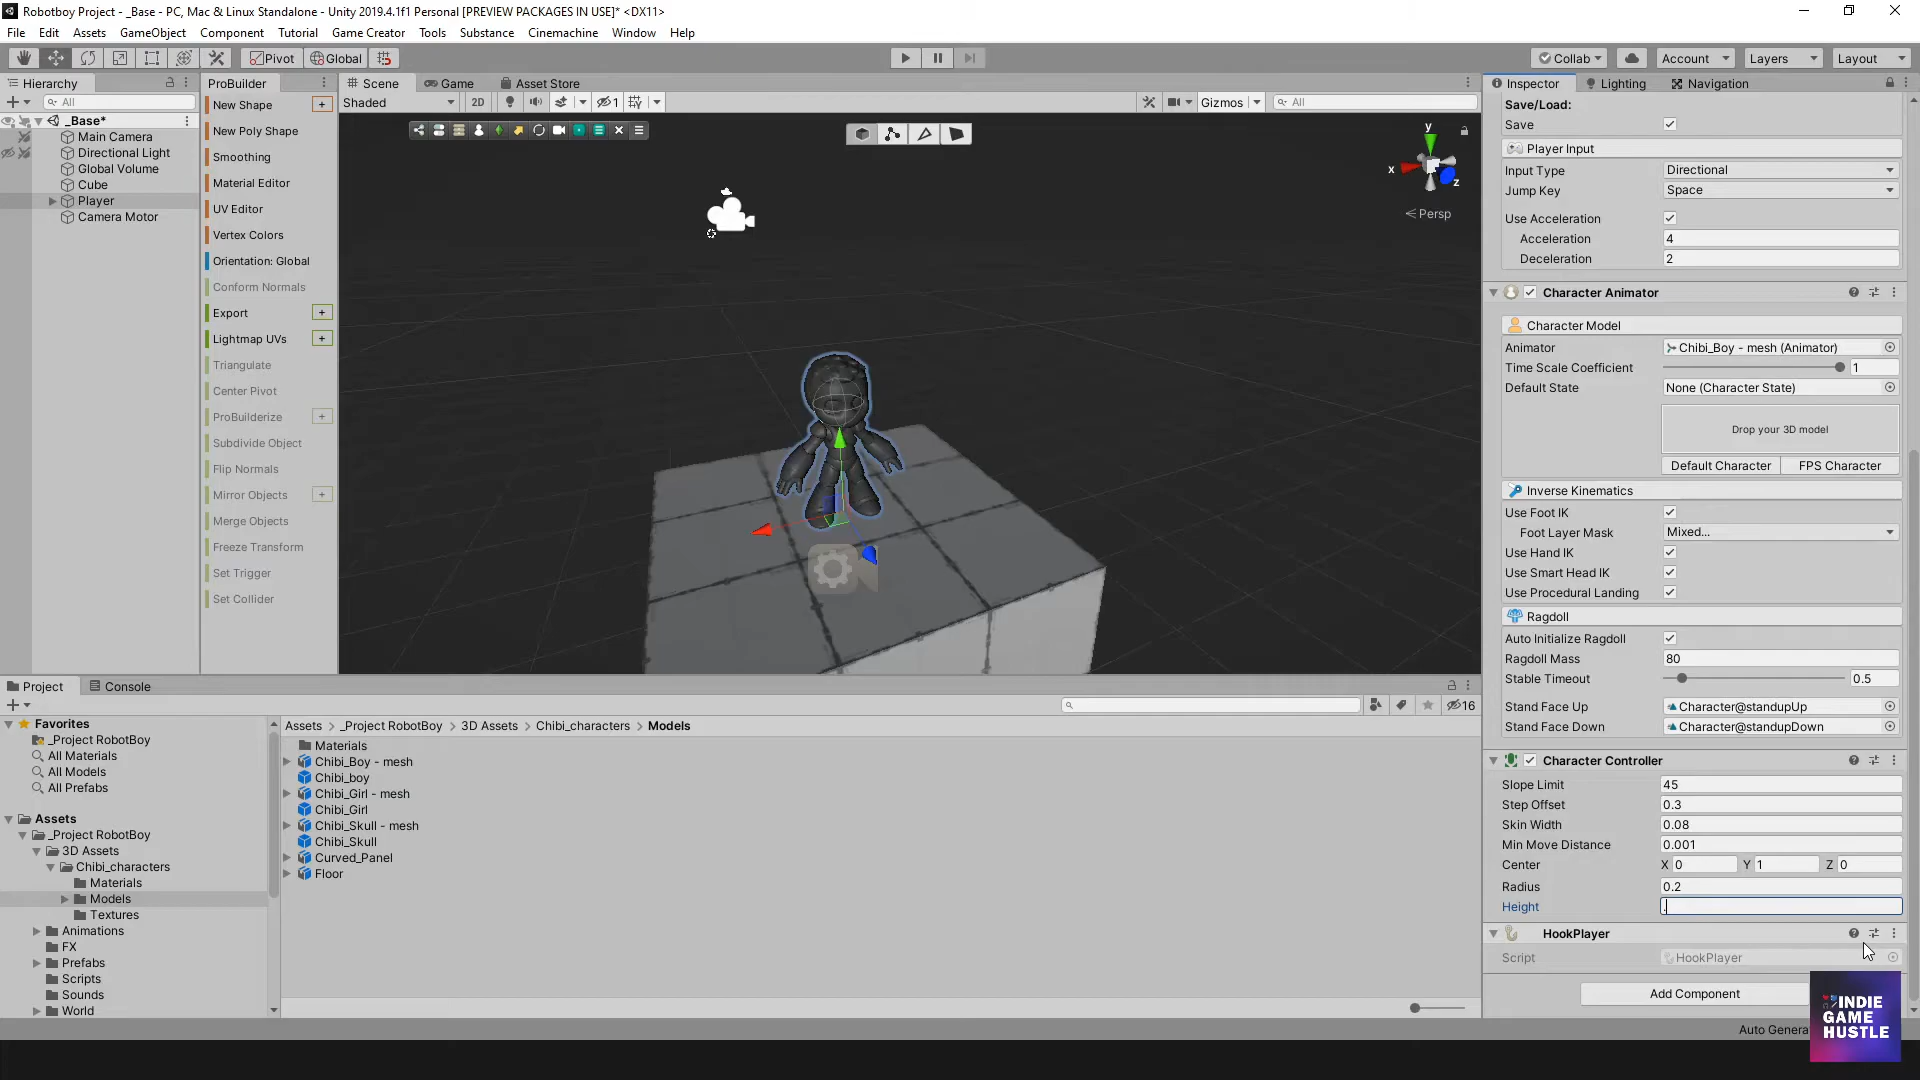 Robotboy Project - _Base - PC, Mac & Linux Standalone - Unity 2019.4.1f1 Personal [PREVIEW PACKAGES IN USE]* <DX11>
File Edit Assets GameObject Component Tutorial Game Creator Tools Substance Cinemachine Window Help
Pivot Global Collab Account Layers Layout
Hierarchy ProBuilder Scene Game Asset Store Inspector Lighting Navigation
All
Shaded 2D 1 Gizmos All
_Base*
Main Camera
Directional Light
Global Volume
Cube
Player
Camera Motor
New Shape +
New Poly Shape
Smoothing
Material Editor
UV Editor
Vertex Colors
Orientation: Global
Conform Normals
Export +
Lightmap UVs +
Triangulate
Center Pivot
ProBuilderize +
Subdivide Object
Flip Normals
Mirror Objects +
Merge Objects
Freeze Transform
Set Trigger
Set Collider
y
x
z
Persp
Save/Load:
Save
Player Input
Input Type Directional
Jump Key Space
Use Acceleration
Acceleration 4
Deceleration 2
Character Animator
Character Model
Animator Chibi_Boy - mesh (Animator)
Time Scale Coefficient 1
Default State None (Character State)
Drop your 3D model
Default Character FPS Character
Inverse Kinematics
Use Foot IK
Foot Layer Mask Mixed...
Use Hand IK
Use Smart Head IK
Use Procedural Landing
Ragdoll
Auto Initialize Ragdoll
Ragdoll Mass 80
Stable Timeout 0.5
Stand Face Up Character@standupUp
Stand Face Down Character@standupDown
Character Controller
Slope Limit 45
Step Offset 0.3
Skin Width 0.08
Min Move Distance 0.001
Center X 0 Y 1 Z 0
Radius 0.2
Height .
HookPlayer
Script HookPlayer
Add Component
Project Console
16
Favorites
_Project RobotBoy
All Materials
All Models
All Prefabs
Assets
_Project RobotBoy
3D Assets
Chibi_characters
Materials
Models
Textures
Animations
FX
Prefabs
Scripts
Sounds
World
Assets > _Project RobotBoy > 3D Assets > Chibi_characters > Models
Materials
Chibi_Boy - mesh
Chibi_boy
Chibi_Girl - mesh
Chibi_Girl
Chibi_Skull - mesh
Chibi_Skull
Curved_Panel
Floor
Auto Genera
INDIE
GAME
HUSTLE